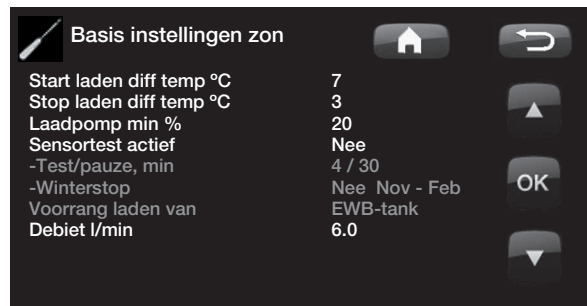 Basis instellingen zon
Start laden diff temp ºC 7
Stop laden diff temp ºC 3
Laadpomp min % 20
Sensortest actief Nee
-Test/pauze, min 4 / 30
-Winterstop Nee Nov - Feb
Voorrang laden van EWB-tank
Debiet l/min 6.0
OK